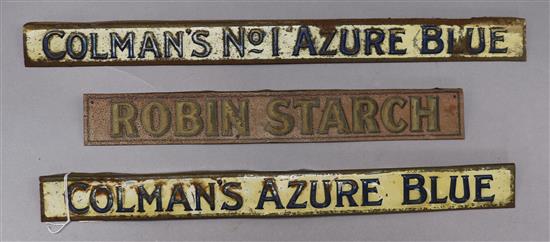 COLMAN'S No 1 AZURE BLUE
ROBIN STARCH
COLMAN'S AZURE BLUE